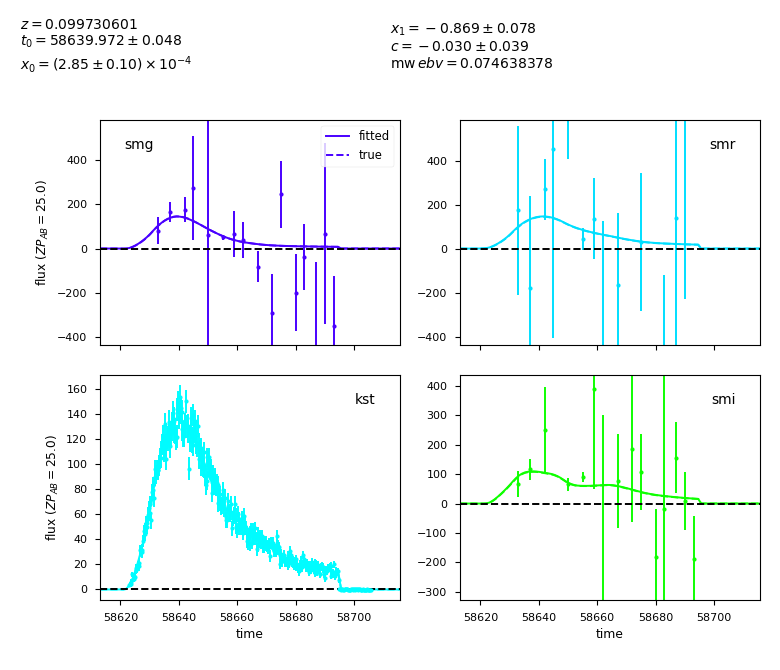 z = 0.099730601
t₀ = 58639.972 ± 0.048
x₀ = (2.85 ± 0.10) × 10⁻⁴
x₁ = −0.869 ± 0.078
c = −0.030 ± 0.039
mw ebv = 0.074638378
smg
fitted
true
400
200
0
−200
−400
flux (ZP_AB = 25.0)
smr
400
200
0
−200
−400
kst
160
140
120
100
80
60
40
20
0
flux (ZP_AB = 25.0)
58620 58640 58660 58680 58700
time
smi
400
300
200
100
0
−100
−200
−300
58620 58640 58660 58680 58700
time